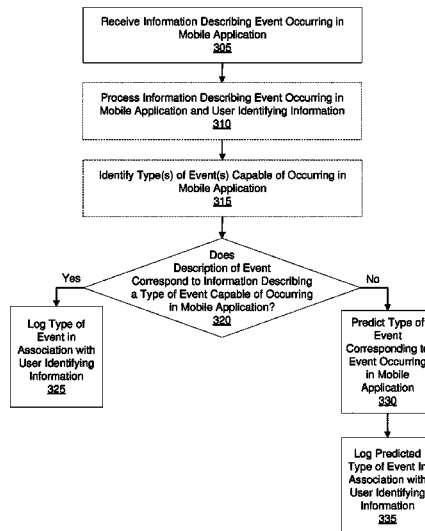 Receive Information Describing Event Occurring in
Mobile Application
305
Process Information Describing Event Occurring in
Mobile Application and User Identifying Information
310
Identify Type(s) of Event(s) Capable of Occurring in
Mobile Application
315
Does
Description of Event
Correspond to Information Describing
a Type of Event Capable of Occurring
in Mobile Application?
320
Yes
No
Log Type of
Event in
Association with
User Identifying
Information
325
Predict Type of
Event
Corresponding to
Event Occurring
in Mobile
Application
330
Log Predicted
Type of Event in
Association with
User Identifying
Information
335